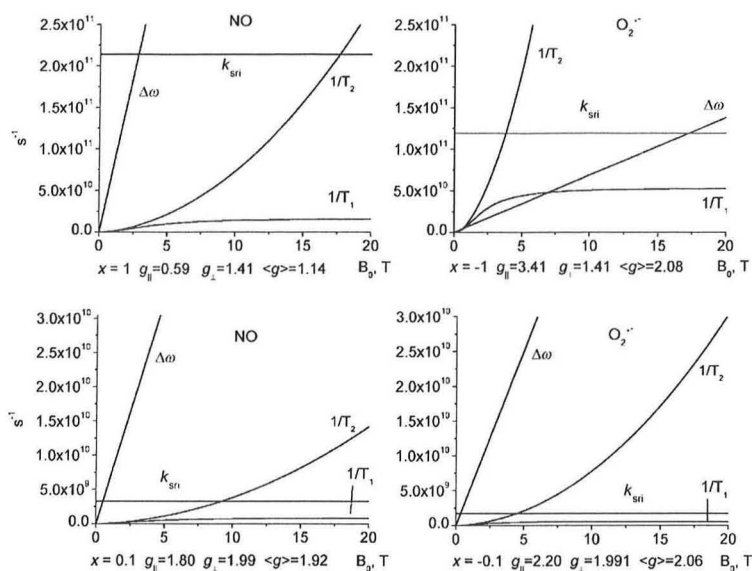 NO
2.5x10¹¹
2.0x10¹¹
1.5x10¹¹
1.0x10¹¹
5.0x10¹⁰
0.0
s⁻¹
Δω
k_sri
1/T₂
1/T₁
0 5 10 15 20
x = 1 g∥=0.59 g⊥=1.41 <g>=1.14 B₀, T
O₂˙⁻
2.5x10¹¹
2.0x10¹¹
1.5x10¹¹
1.0x10¹¹
5.0x10¹⁰
0.0
1/T₂
k_sri
Δω
1/T₁
0 5 10 15 20
x = -1 g∥=3.41 g⊥=1.41 <g>=2.08 B₀, T
NO
3.0x10¹⁰
2.5x10¹⁰
2.0x10¹⁰
1.5x10¹⁰
1.0x10¹⁰
5.0x10⁹
0.0
s⁻¹
Δω
1/T₂
k_sri
1/T₁
0 5 10 15 20
x = 0.1 g∥=1.80 g⊥=1.99 <g>=1.92 B₀, T
O₂˙⁻
3.0x10¹⁰
2.5x10¹⁰
2.0x10¹⁰
1.5x10¹⁰
1.0x10¹⁰
5.0x10⁹
0.0
Δω
1/T₂
k_sri
1/T₁
0 5 10 15 20
x = -0.1 g∥=2.20 g⊥=1.991 <g>=2.06 B₀, T